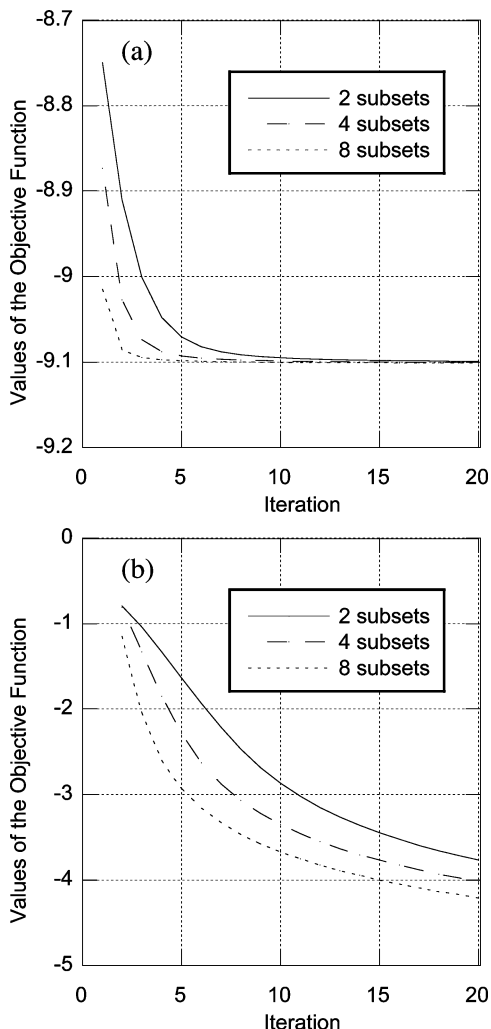 -8.7
(a)
-8.8
2 subsets
4 subsets
8 subsets
-8.9
-9
-9.1
-9.2
Values of the Objective Function
0 5 10 15 20
Iteration
0
(b)
2 subsets
-1
4 subsets
8 subsets
-2
-3
-4
-5
Values of the Objective Function
0 5 10 15 20
Iteration